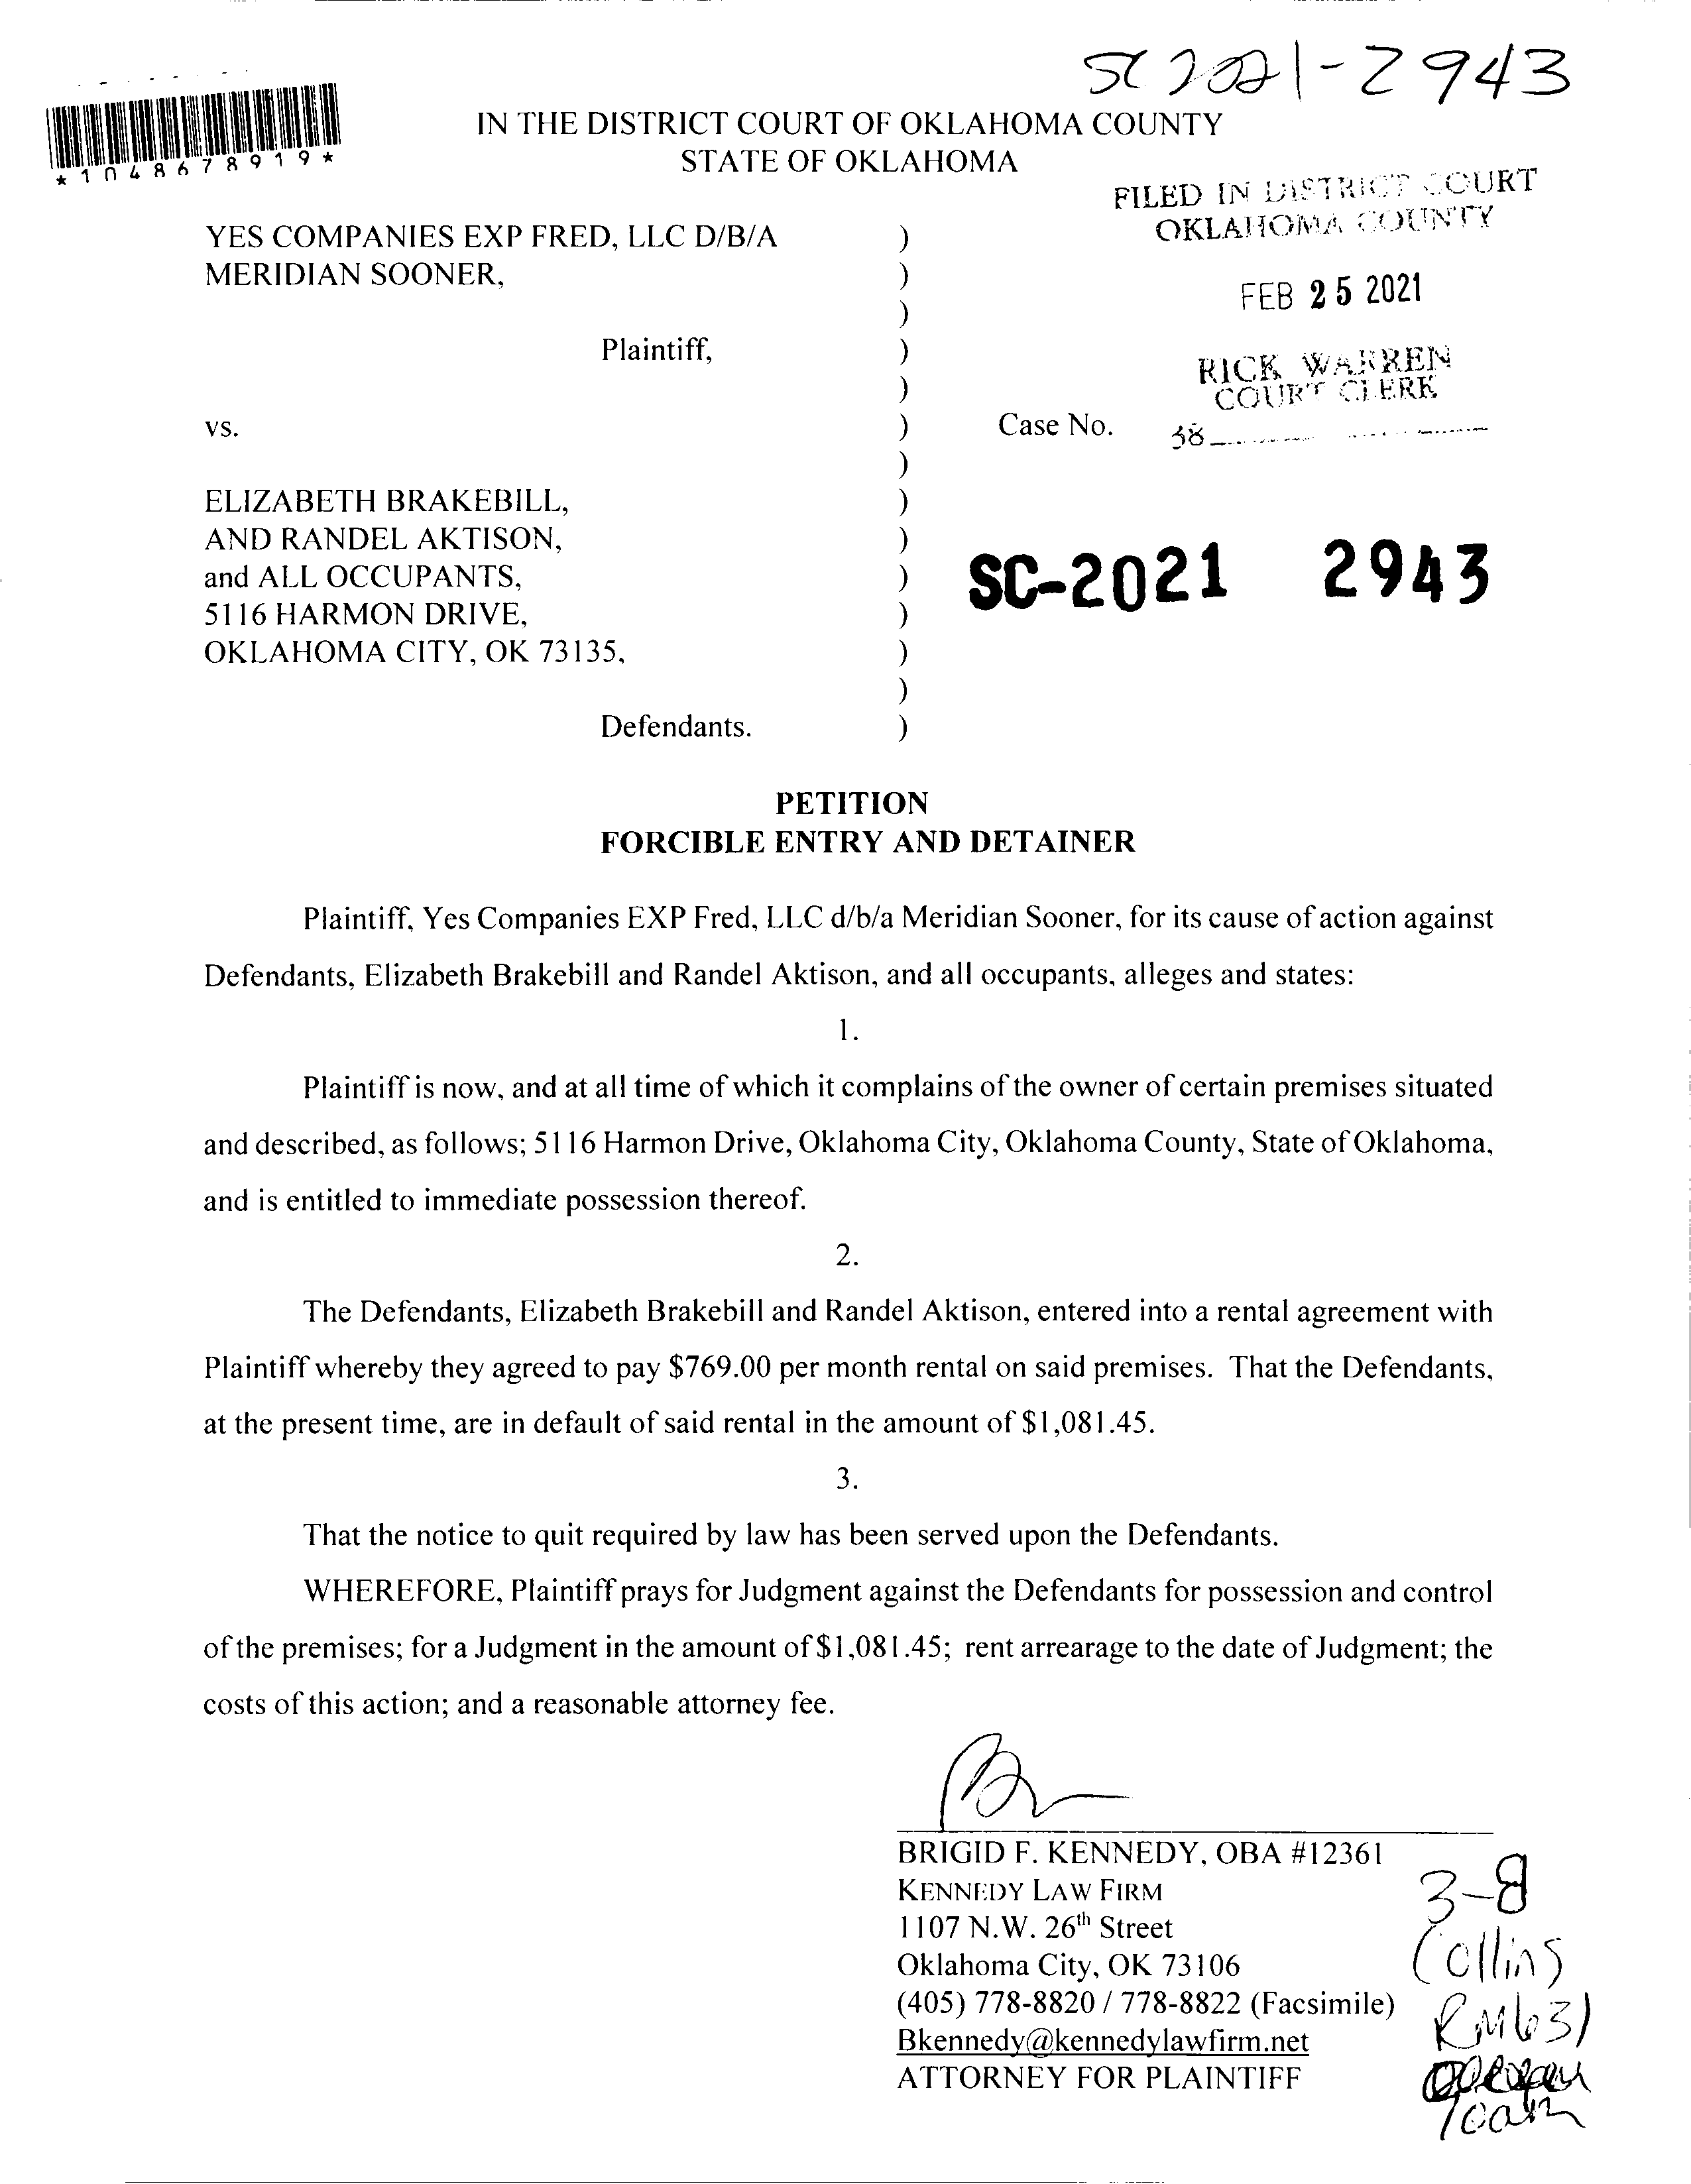 SC 2021-2943
*1048678919*
IN THE DISTRICT COURT OF OKLAHOMA COUNTY
STATE OF OKLAHOMA
FILED IN DISTRICT COURT
OKLAHOMA COUNTY
FEB 25 2021
RICK WARREN
COURT CLERK
38
YES COMPANIES EXP FRED, LLC D/B/A )
MERIDIAN SOONER, )
)
Plaintiff, )
)
vs. ) Case No.
)
ELIZABETH BRAKEBILL, )
AND RANDEL AKTISON, )
and ALL OCCUPANTS, ) SC-2021 2943
5116 HARMON DRIVE, )
OKLAHOMA CITY, OK 73135, )
)
Defendants. )
PETITION
FORCIBLE ENTRY AND DETAINER
Plaintiff, Yes Companies EXP Fred, LLC d/b/a Meridian Sooner, for its cause of action against
Defendants, Elizabeth Brakebill and Randel Aktison, and all occupants, alleges and states:
1.
Plaintiff is now, and at all time of which it complains of the owner of certain premises situated
and described, as follows; 5116 Harmon Drive, Oklahoma City, Oklahoma County, State of Oklahoma,
and is entitled to immediate possession thereof.
2.
The Defendants, Elizabeth Brakebill and Randel Aktison, entered into a rental agreement with
Plaintiff whereby they agreed to pay $769.00 per month rental on said premises. That the Defendants,
at the present time, are in default of said rental in the amount of $1,081.45.
3.
That the notice to quit required by law has been served upon the Defendants.
WHEREFORE, Plaintiff prays for Judgment against the Defendants for possession and control
of the premises; for a Judgment in the amount of $1,081.45; rent arrearage to the date of Judgment; the
costs of this action; and a reasonable attorney fee.
BRIGID F. KENNEDY, OBA #12361
KENNEDY LAW FIRM
1107 N.W. 26th Street
Oklahoma City, OK 73106
(405) 778-8820 / 778-8822 (Facsimile)
Bkennedy@kennedylawfirm.net
ATTORNEY FOR PLAINTIFF
3-8
Collins
RM631